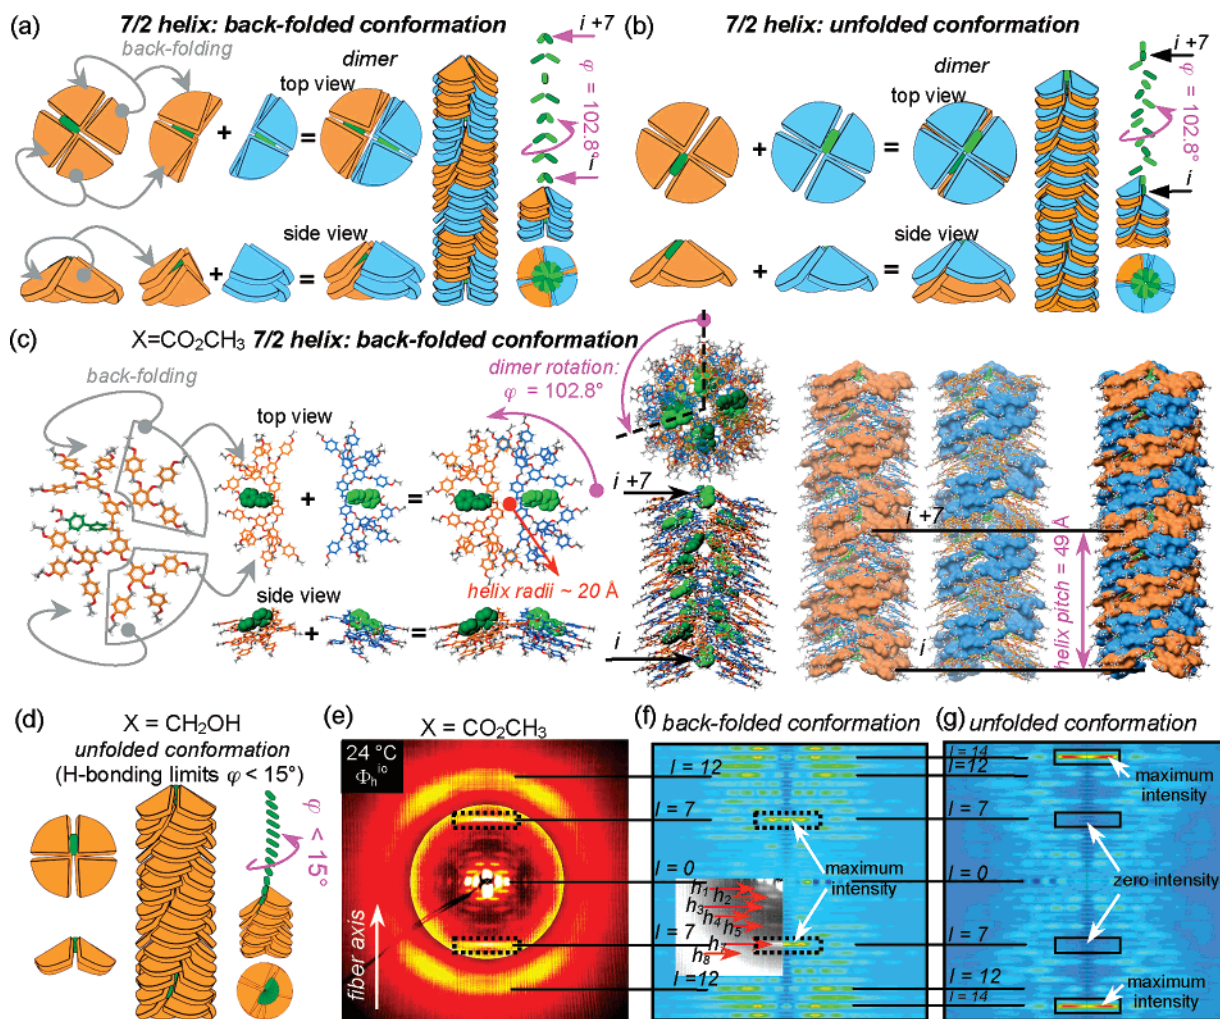 (a)
7/2 helix: back-folded conformation
back-folding
dimer
top view
+
=
side view
+
=
i +7
φ = 102.8°
i
(b)
7/2 helix: unfolded conformation
dimer
top view
+
=
side view
+
=
i +7
φ = 102.8°
i
(c)
X=CO₂CH₃ 7/2 helix: back-folded conformation
back-folding
top view
+
=
side view
+
=
helix radii ~ 20 Å
dimer rotation:
φ = 102.8°
i +7
i
i +7
i
helix pitch = 49 Å
(d)
X = CH₂OH
unfolded conformation
(H-bonding limits φ < 15°)
φ < 15°
(e)
X = CO₂CH₃
24 °C
Φₕ ⁱᵒ
fiber axis
(f)
back-folded conformation
l = 12
l = 7
l = 0
l = 7
l = 12
maximum
intensity
h₁
h₂
h₃
h₄
h₅
h₇
h₈
(g)
unfolded conformation
l = 14
l = 12
l = 7
l = 0
l = 7
l = 12
l = 14
maximum
intensity
zero intensity
maximum
intensity